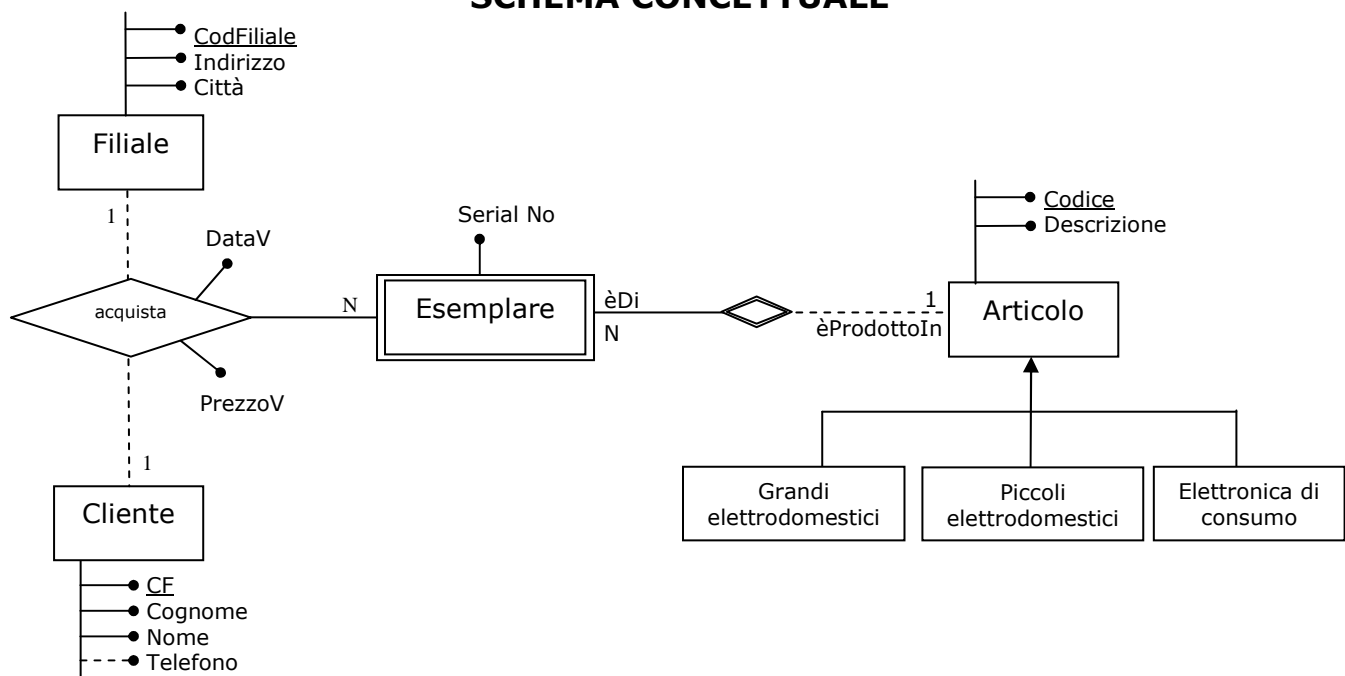 SCHEMA CONCETTUALE
CodFiliale
Indirizzo
Città
Filiale
1
DataV
acquista
N
PrezzoV
1
Cliente
CF
Cognome
Nome
Telefono
Serial No
Esemplare
èDi
N
1
èProdottoIn
Codice
Descrizione
Articolo
Grandi
elettrodomestici
Piccoli
elettrodomestici
Elettronica di
consumo